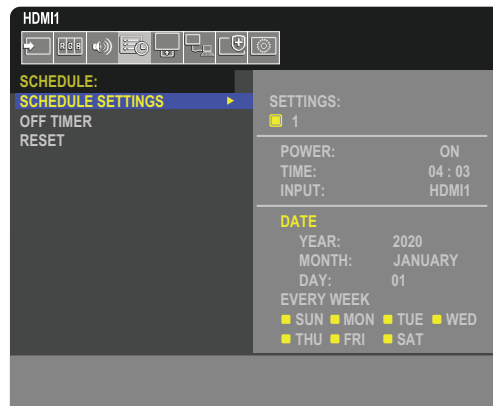 HDMI1
R G B
SCHEDULE:
SCHEDULE SETTINGS
OFF TIMER
RESET
SETTINGS:
1
POWER: ON
TIME: 04 : 03
INPUT: HDMI1
DATE
YEAR: 2020
MONTH: JANUARY
DAY: 01
EVERY WEEK
SUN MON TUE WED
THU FRI SAT